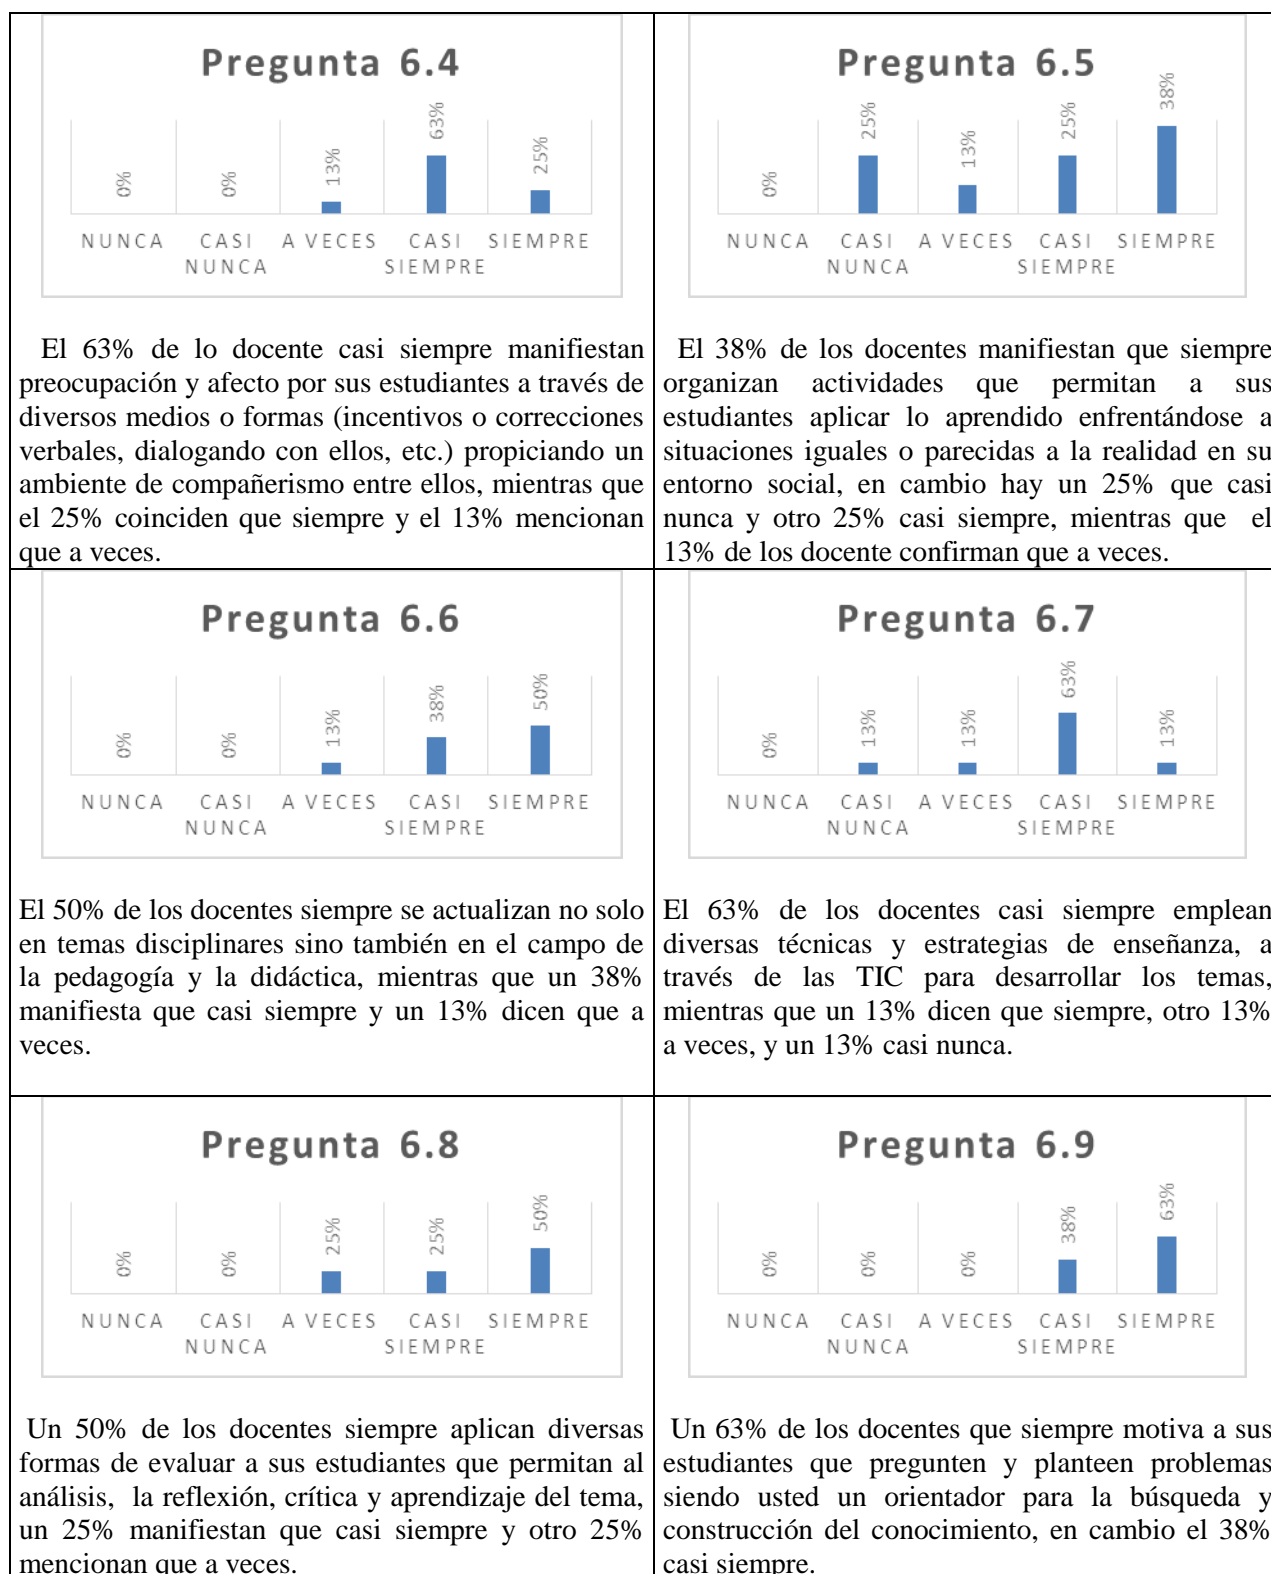 Pregunta 6.4
0%
0%
13%
63%
25%
NUNCA
CASI NUNCA
A VECES
CASI SIEMPRE
SIEMPRE
El 63% de lo docente casi siempre manifiestan
preocupación y afecto por sus estudiantes a través de
diversos medios o formas (incentivos o correcciones
verbales, dialogando con ellos, etc.) propiciando un
ambiente de compañerismo entre ellos, mientras que
el 25% coinciden que siempre y el 13% mencionan
que a veces.
Pregunta 6.5
0%
25%
13%
25%
38%
NUNCA
CASI NUNCA
A VECES
CASI SIEMPRE
SIEMPRE
El 38% de los docentes manifiestan que siempre
organizan actividades que permitan a sus
estudiantes aplicar lo aprendido enfrentándose a
situaciones iguales o parecidas a la realidad en su
entorno social, en cambio hay un 25% que casi
nunca y otro 25% casi siempre, mientras que el
13% de los docente confirman que a veces.
Pregunta 6.6
0%
0%
13%
38%
50%
NUNCA
CASI NUNCA
A VECES
CASI SIEMPRE
SIEMPRE
El 50% de los docentes siempre se actualizan no solo
en temas disciplinares sino también en el campo de
la pedagogía y la didáctica, mientras que un 38%
manifiesta que casi siempre y un 13% dicen que a
veces.
Pregunta 6.7
0%
13%
13%
63%
13%
NUNCA
CASI NUNCA
A VECES
CASI SIEMPRE
SIEMPRE
El 63% de los docentes casi siempre emplean
diversas técnicas y estrategias de enseñanza, a
través de las TIC para desarrollar los temas,
mientras que un 13% dicen que siempre, otro 13%
a veces, y un 13% casi nunca.
Pregunta 6.8
0%
0%
25%
25%
50%
NUNCA
CASI NUNCA
A VECES
CASI SIEMPRE
SIEMPRE
Un 50% de los docentes siempre aplican diversas
formas de evaluar a sus estudiantes que permitan al
análisis, la reflexión, crítica y aprendizaje del tema,
un 25% manifiestan que casi siempre y otro 25%
mencionan que a veces.
Pregunta 6.9
0%
0%
0%
38%
63%
NUNCA
CASI NUNCA
A VECES
CASI SIEMPRE
SIEMPRE
Un 63% de los docentes que siempre motiva a sus
estudiantes que pregunten y planteen problemas
siendo usted un orientador para la búsqueda y
construcción del conocimiento, en cambio el 38%
casi siempre.